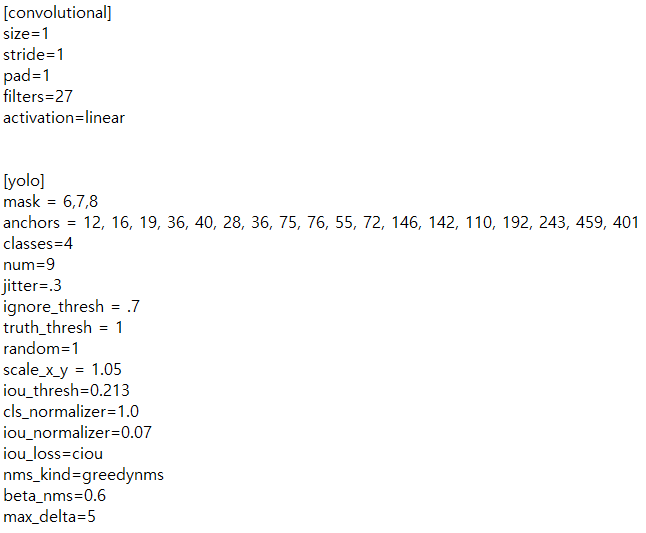 [convolutional]
size=1
stride=1
pad=1
filters=27
activation=linear
[yolo]
mask = 6,7,8
anchors = 12, 16, 19, 36, 40, 28, 36, 75, 76, 55, 72, 146, 142, 110, 192, 243, 459, 401
classes=4
num=9
jitter=.3
ignore_thresh = .7
truth_thresh = 1
random=1
scale_x_y = 1.05
iou_thresh=0.213
cls_normalizer=1.0
iou_normalizer=0.07
iou_loss=ciou
nms_kind=greedynms
beta_nms=0.6
max_delta=5